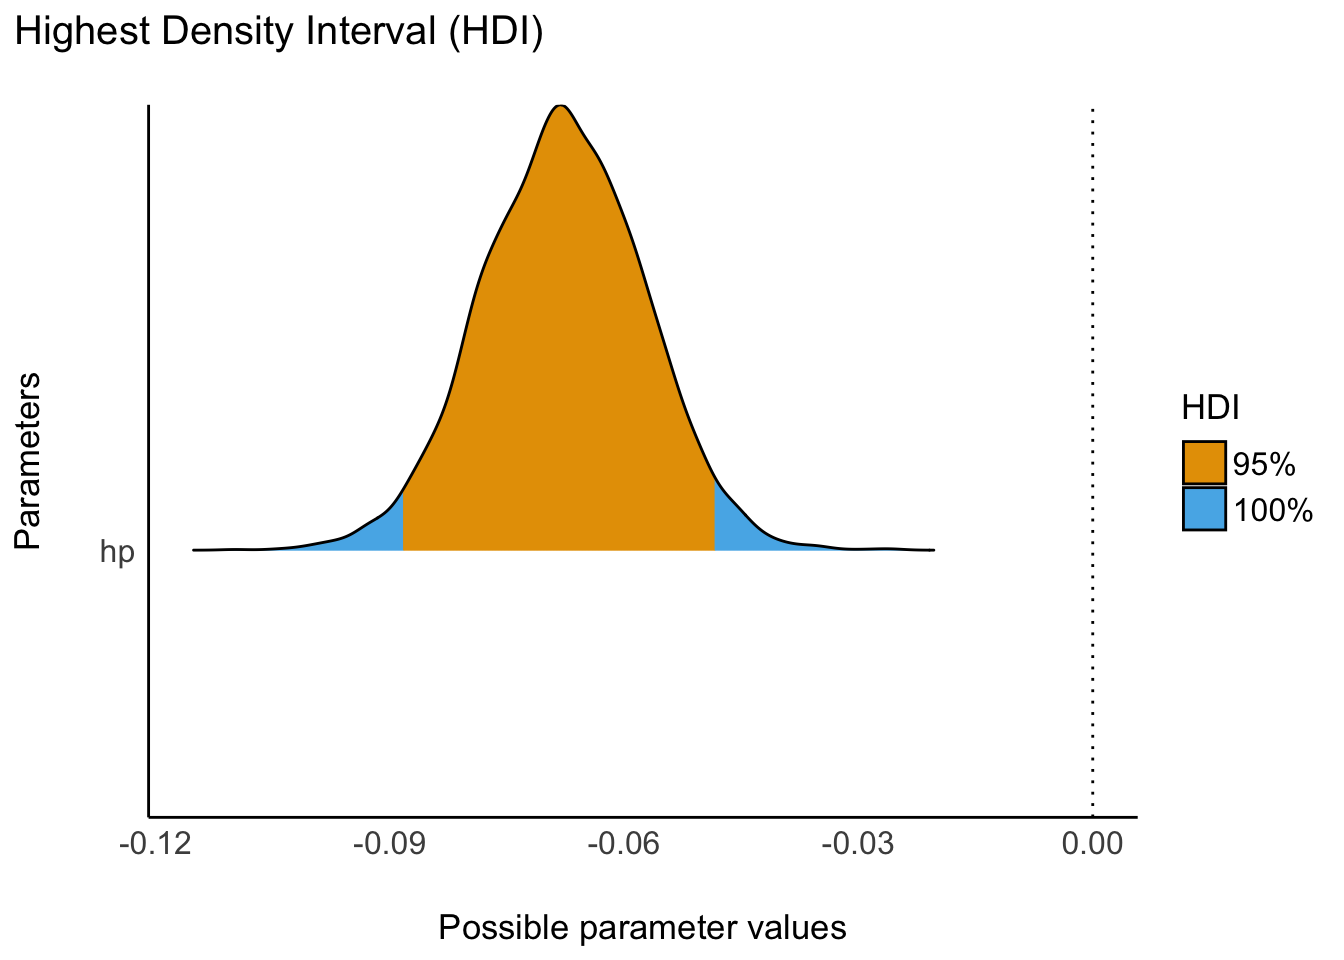 Highest Density Interval (HDI)
Parameters
hp
-0.12 -0.09 -0.06 -0.03 0.00
Possible parameter values
HDI
95%
100%